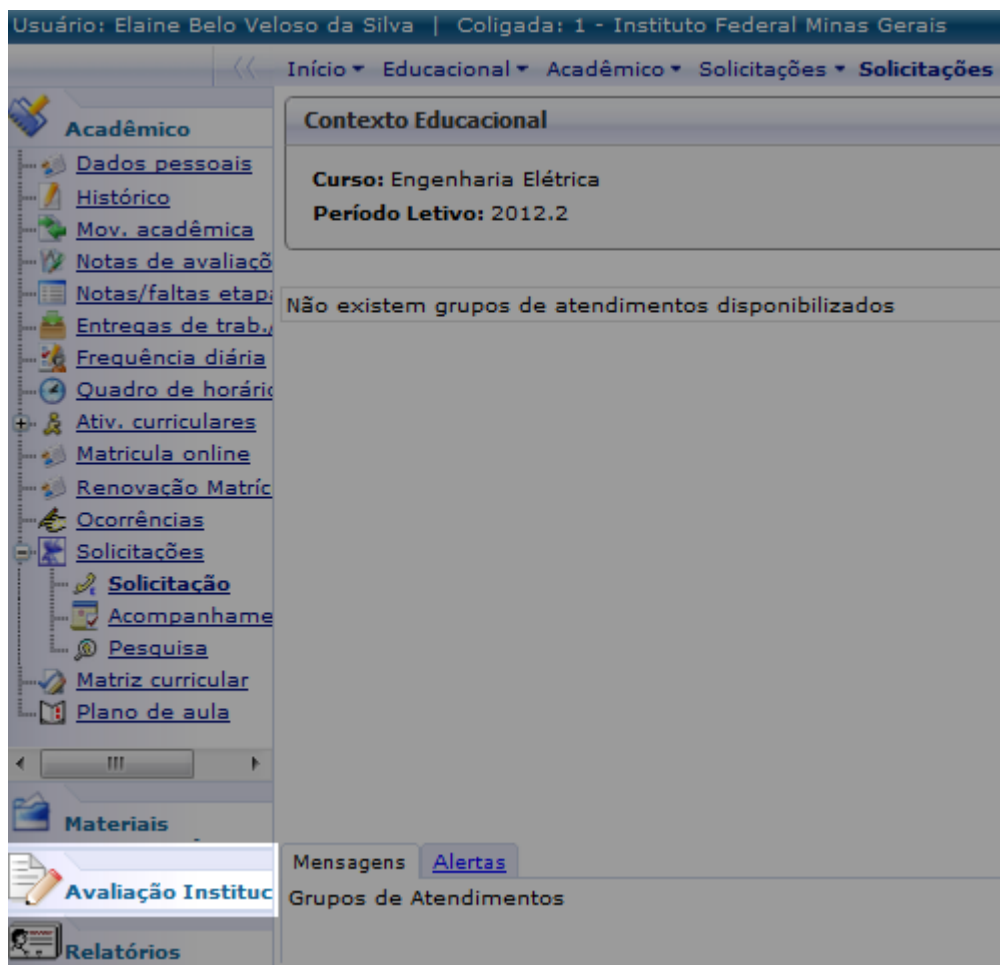 Usuário: Elaine Belo Veloso da Silva | Coligada: 1 - Instituto Federal Minas Gerais
Início Educacional Acadêmico Solicitações Solicitações
Acadêmico
Dados pessoais
Histórico
Mov. acadêmica
Notas de avaliaçõ
Notas/faltas etapa
Entregas de trab./
Frequência diária
Quadro de horário
Ativ. curriculares
Matricula online
Renovação Matríc
Ocorrências
Solicitações
Solicitação
Acompanhame
Pesquisa
Matriz curricular
Plano de aula
Materiais
Avaliação Instituc
Relatórios
Contexto Educacional
Curso: Engenharia Elétrica
Período Letivo: 2012.2
Não existem grupos de atendimentos disponibilizados
Mensagens Alertas
Grupos de Atendimentos